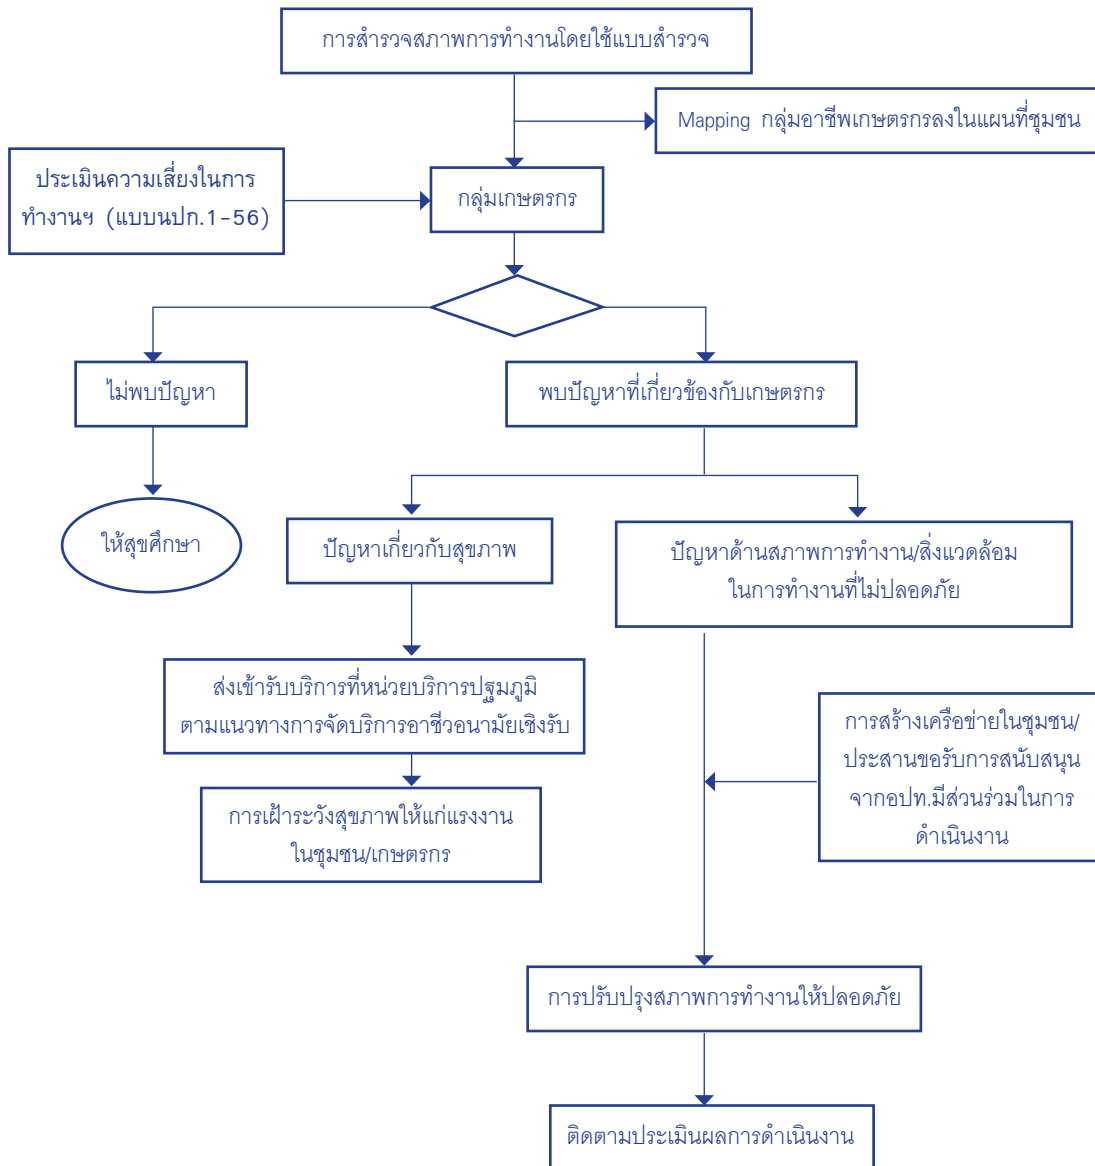 การสำรวจสภาพการทำงานโดยใช้แบบสำรวจ
Mapping กลุ่มอาชีพเกษตรกรลงในแผนที่ชุมชน
ประเมินความเสี่ยงในการ
ทำงานฯ (แบบนปก.1-56)
กลุ่มเกษตรกร
ไม่พบปัญหา
พบปัญหาที่เกี่ยวข้องกับเกษตรกร
ให้สุขศึกษา
ปัญหาเกี่ยวกับสุขภาพ
ปัญหาด้านสภาพการทำงาน/สิ่งแวดล้อม
ในการทำงานที่ไม่ปลอดภัย
ส่งเข้ารับบริการที่หน่วยบริการปฐมภูมิ
ตามแนวทางการจัดบริการอาชีวอนามัยเชิงรับ
การสร้างเครือข่ายในชุมชน/
ประสานขอรับการสนับสนุน
จากอปท.มีส่วนร่วมในการ
ดำเนินงาน
การเฝ้าระวังสุขภาพให้แก่แรงงาน
ในชุมชน/เกษตรกร
การปรับปรุงสภาพการทำงานให้ปลอดภัย
ติดตามประเมินผลการดำเนินงาน